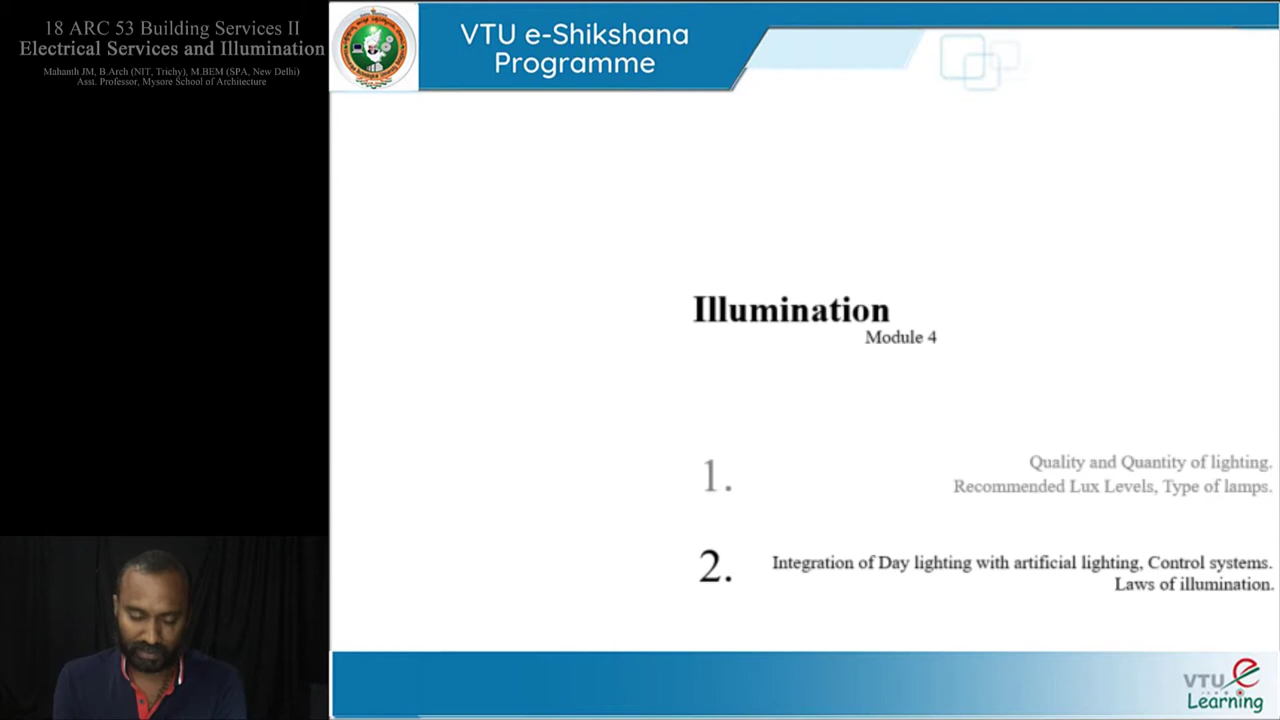 18 ARC 53 Building Services II
Electrical Services and Illumination
Mahanth JM, B.Arch (NIT, Trichy), M.BEM (SPA, New Delhi)
Asst. Professor, Mysore School of Architecture
VTU e-Shikshana
Programme
Illumination
Module 4
1.
Quality and Quantity of lighting.
Recommended Lux Levels, Type of lamps.
2.
Integration of Day lighting with artificial lighting, Control systems.
Laws of illumination.
VTU e
Learning